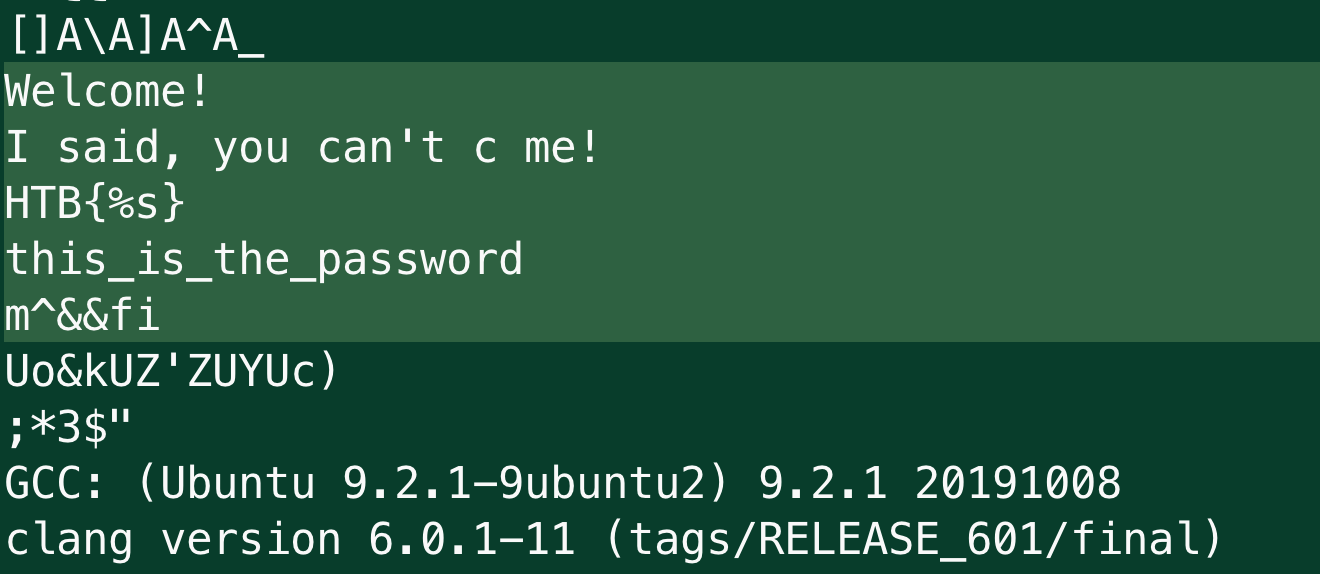 []A\A]A^A_
Welcome!
I said, you can't c me!
HTB{%s}
this_is_the_password
m^&&fi
Uo&kUZ'ZUYUc)
;*3$"
GCC: (Ubuntu 9.2.1-9ubuntu2) 9.2.1 20191008
clang version 6.0.1-11 (tags/RELEASE_601/final)